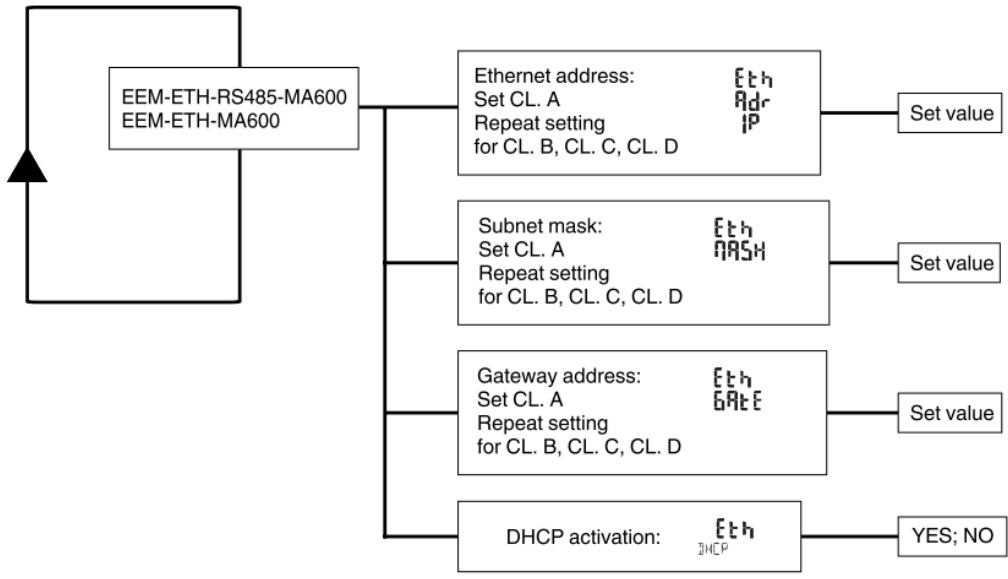 EEM-ETH-RS485-MA600
EEM-ETH-MA600
Ethernet address:
Set CL. A
Repeat setting
for CL. B, CL. C, CL. D
Eth
Adr
IP
Set value
Subnet mask:
Set CL. A
Repeat setting
for CL. B, CL. C, CL. D
Eth
MASH
Set value
Gateway address:
Set CL. A
Repeat setting
for CL. B, CL. C, CL. D
Eth
GAtE
Set value
DHCP activation:
Eth
DHCP
YES; NO